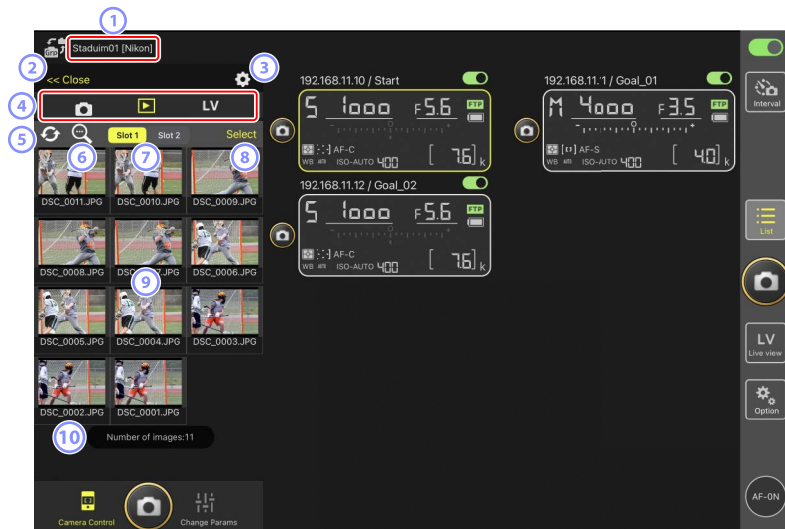 1
Grp
Staduim01 [Nikon]
2
<< Close
3
4
LV
5
Slot 1
Slot 2
Select
6
7
8
DSC_0011.JPG
DSC_0010.JPG
DSC_0009.JPG
DSC_0008.JPG
DSC_0007.JPG
DSC_0006.JPG
9
DSC_0005.JPG
DSC_0004.JPG
DSC_0003.JPG
DSC_0002.JPG
DSC_0001.JPG
10
Number of images:11
Camera Control
Change Params
192.168.11.10 / Start
S 1000 F5.6 FTP
AF-C
WB ISO-AUTO 400 [ 7.6] k
192.168.11.12 / Goal_02
S 1000 F5.6 FTP
AF-C
WB ISO-AUTO 400 [ 7.6] k
192.168.11.11 / Goal_01
M 4000 F3.5 FTP
AF-S
WB ISO-AUTO 400 [ 4.0] k
Interval
List
LV
Live view
Option
AF-ON